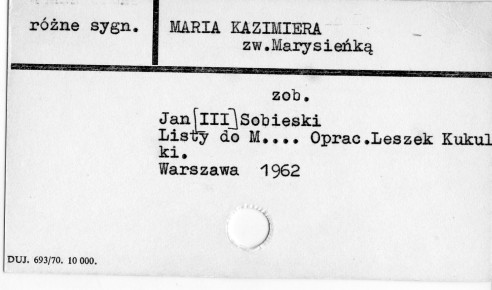 różne sygn.
MARIA KAZIMIERA
zw.Marysieńką
zob.
Jan[III]Sobieski
Listy do M.... Oprac.Leszek Kukul
ki.
Warszawa 1962
DUJ. 693/70. 10 000.